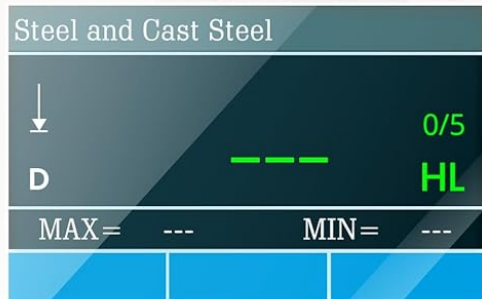 Steel and Cast Steel
0/5
--- HL
D
MAX= --- MIN= ---